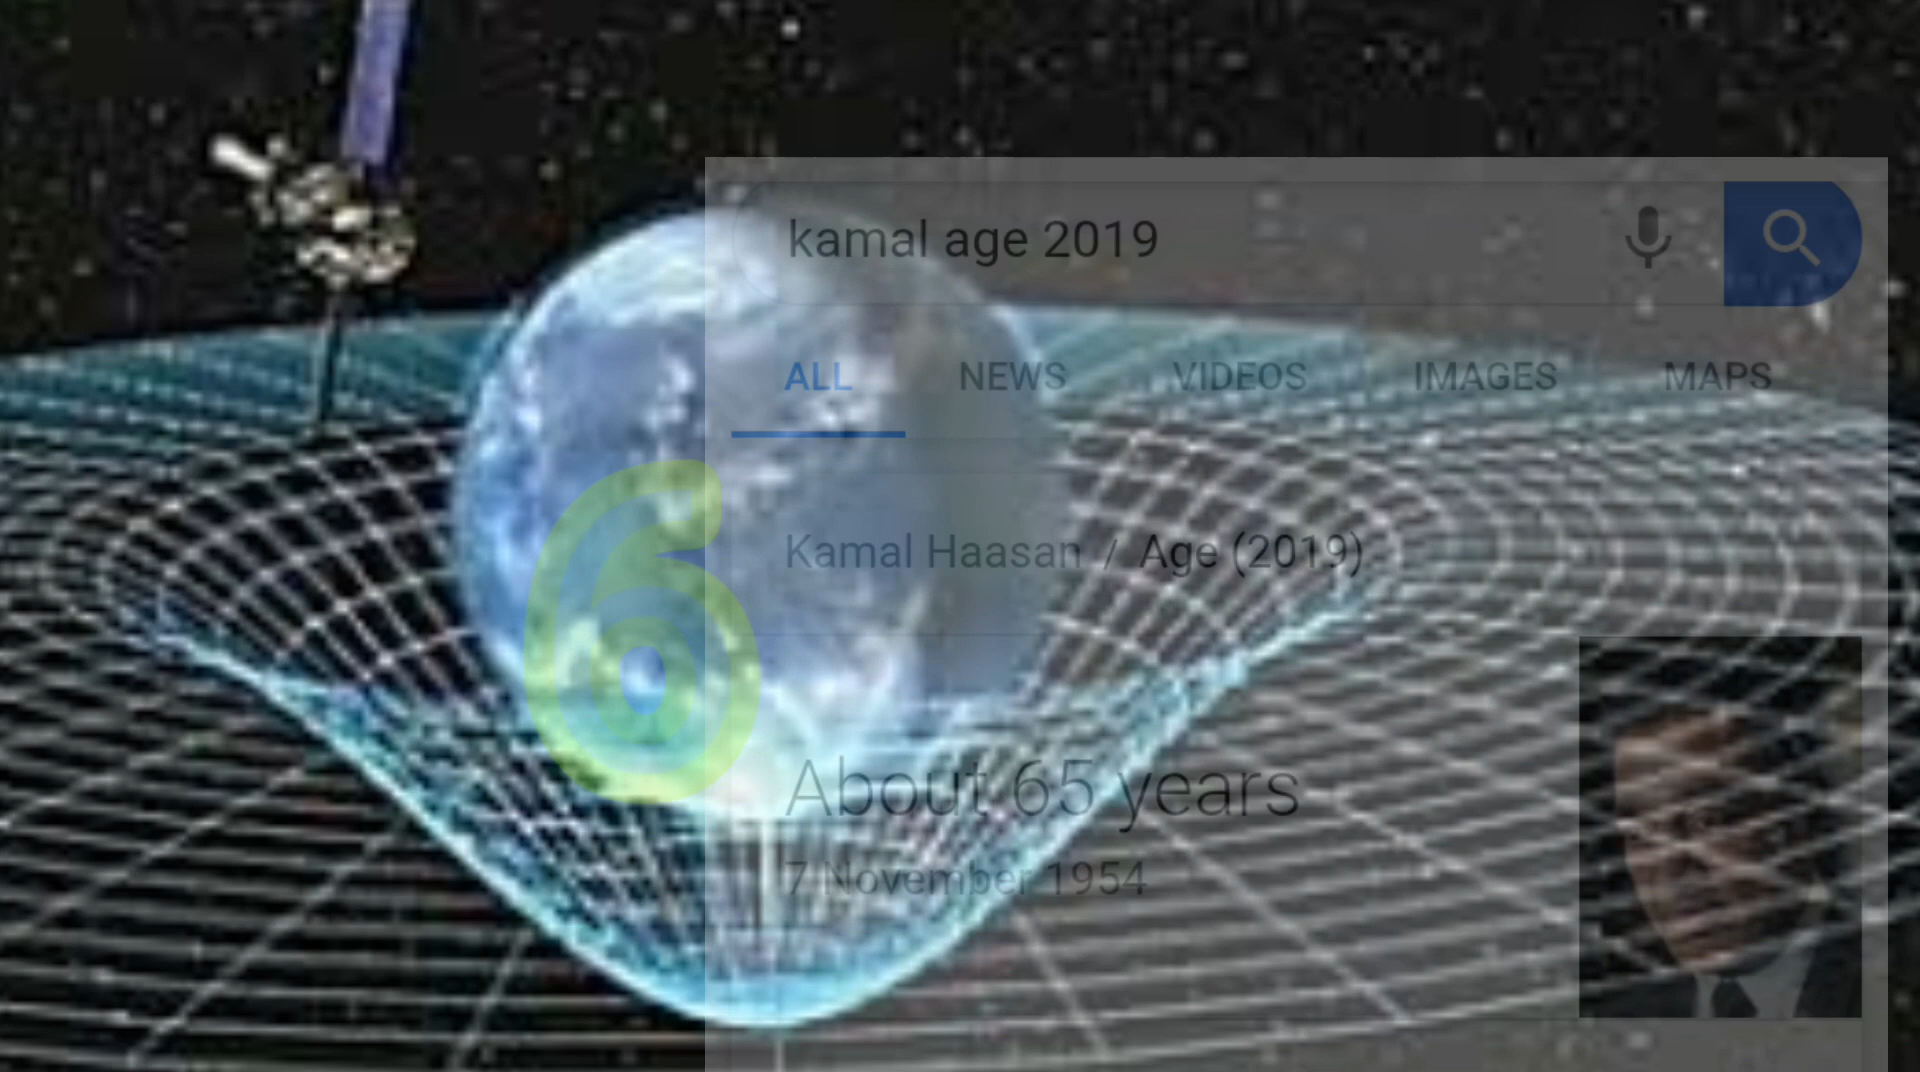 kamal age 2019
ALL NEWS VIDEOS IMAGES MAPS
6
Kamal Haasan / Age (2019)
About 65 years
7 November 1954